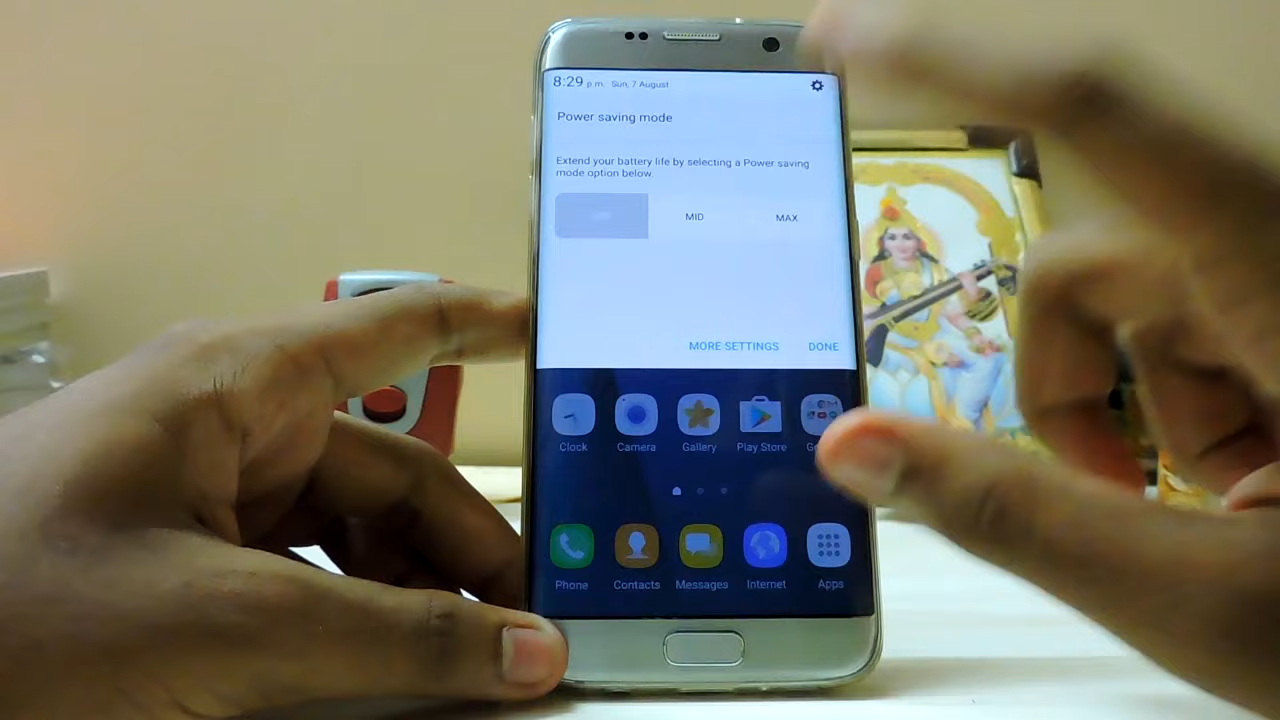 8:29 p.m. Sun, 7 August
Power saving mode
Extend your battery life by selecting a Power saving
mode option below.
MID MAX
MORE SETTINGS DONE
Clock Camera Gallery Play Store
Phone Contacts Messages Internet Apps